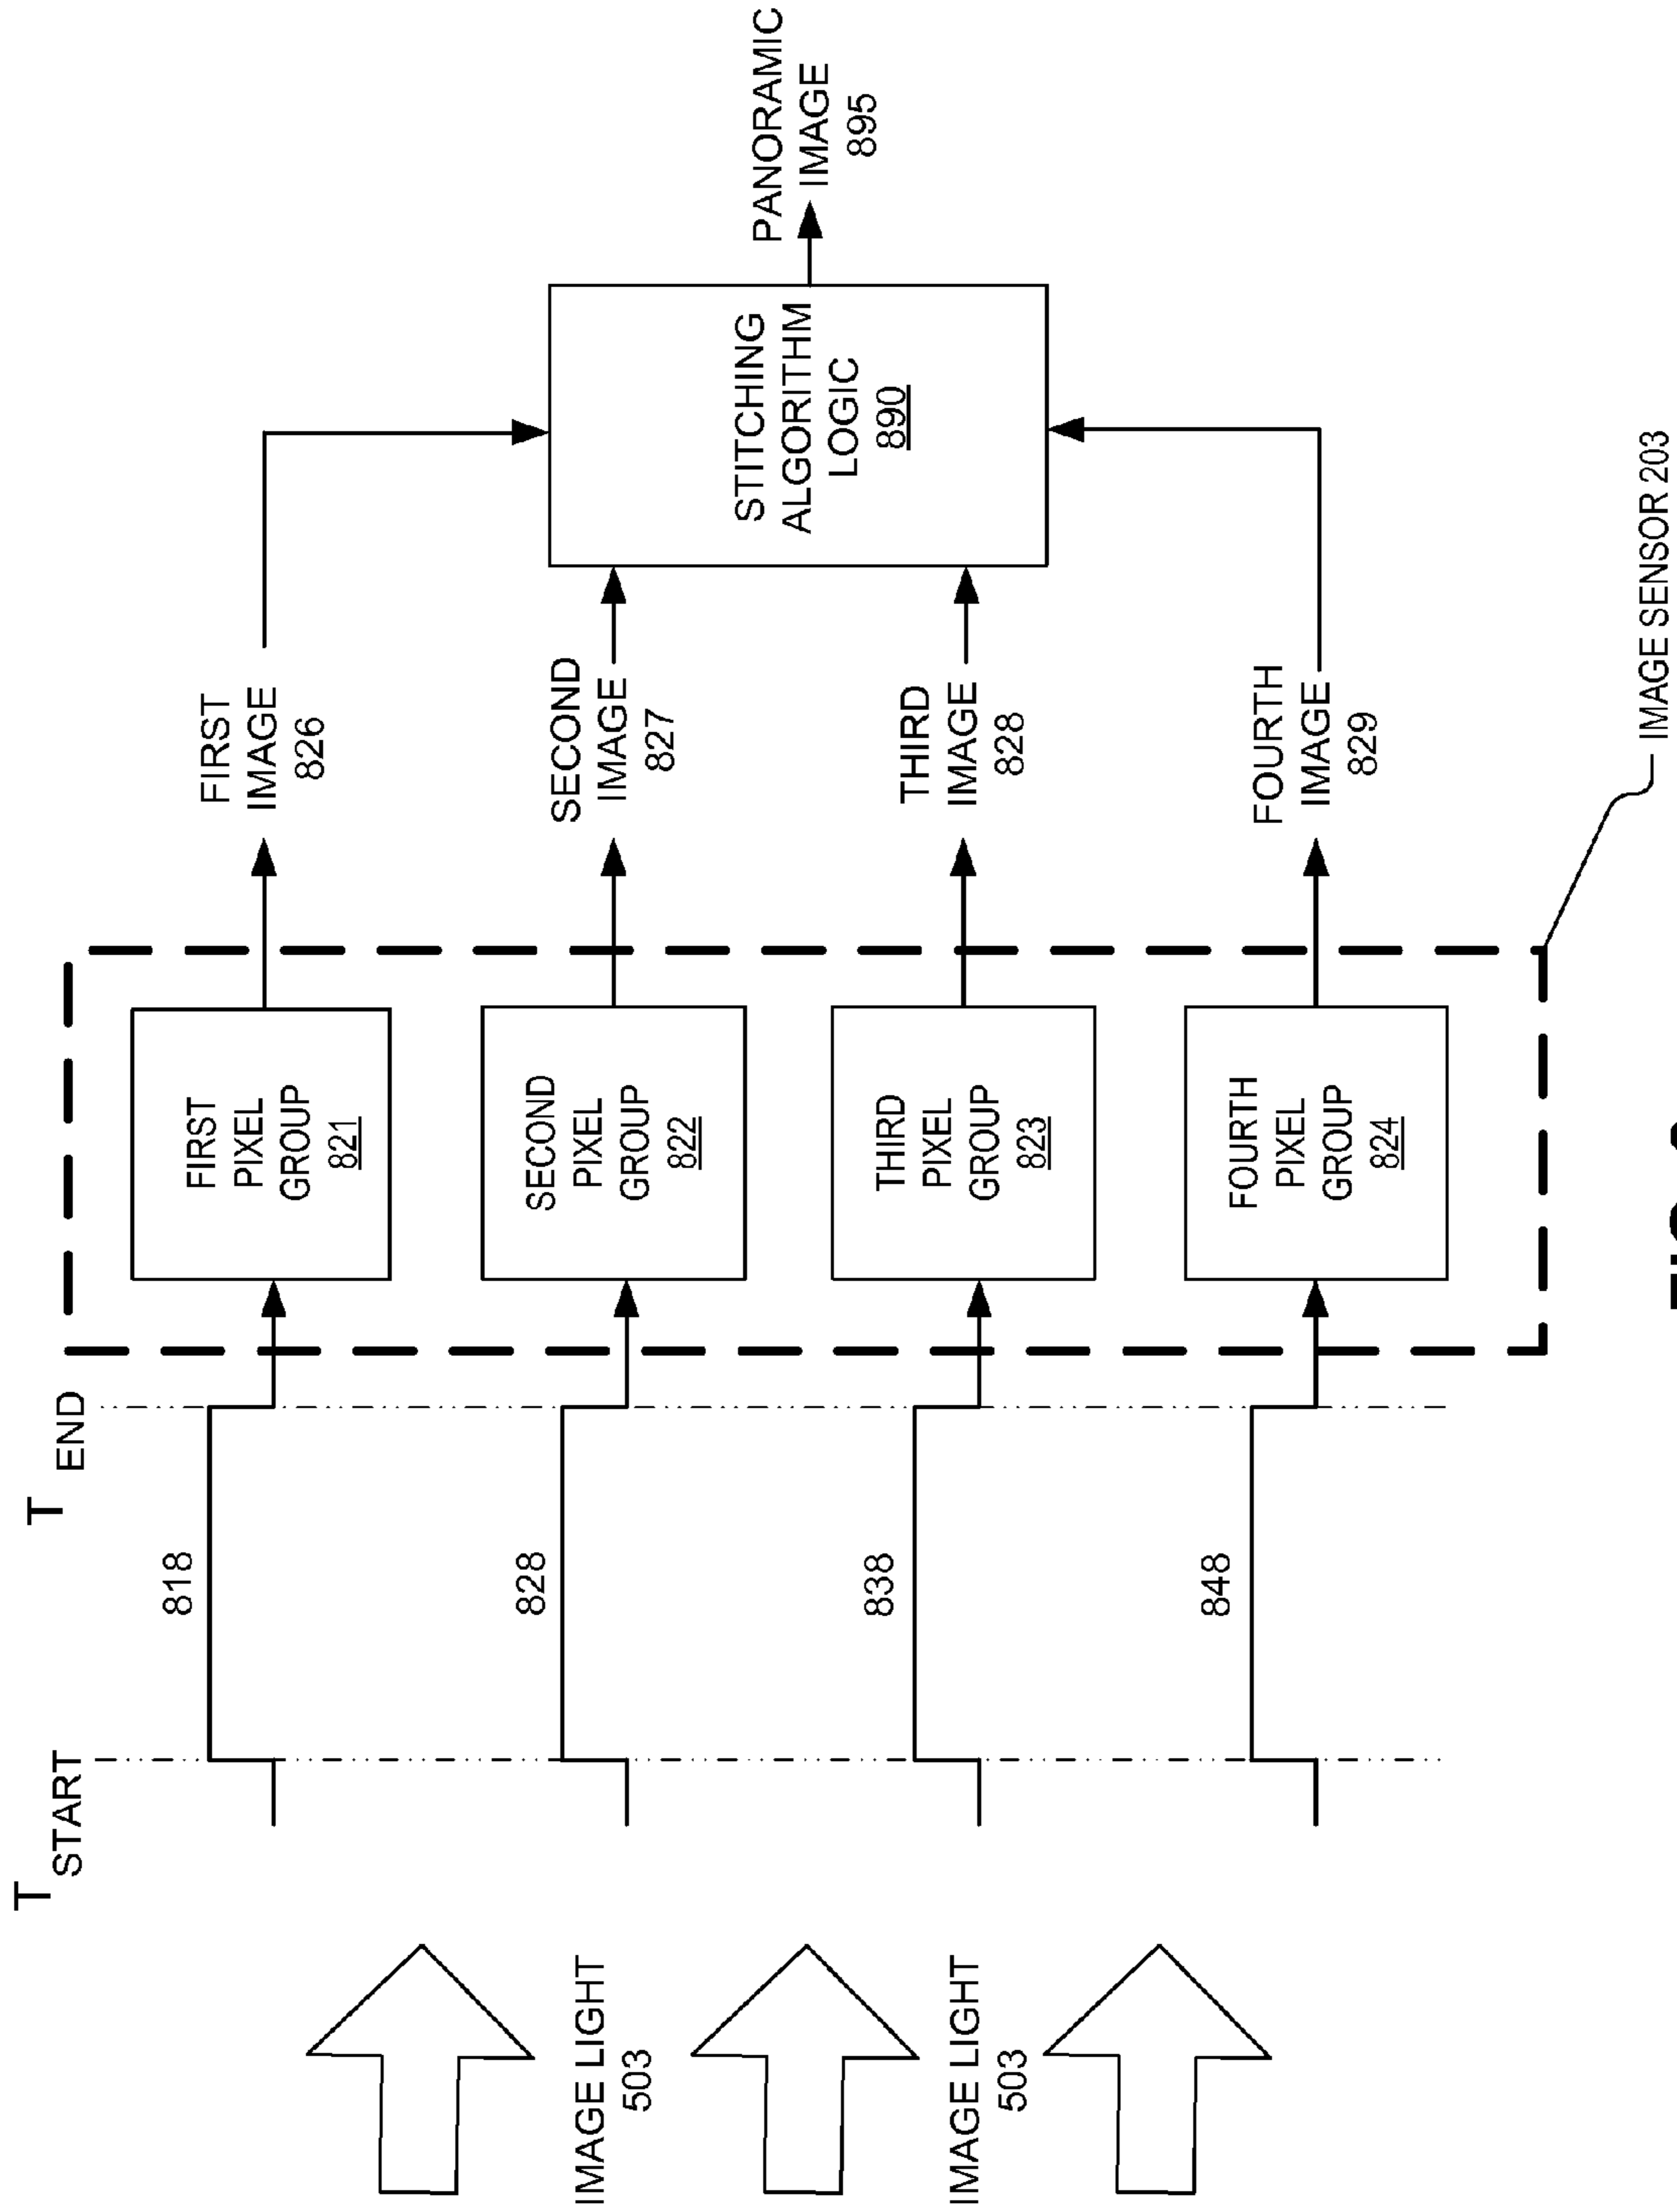 T START
T END
IMAGE LIGHT
503
IMAGE LIGHT
503
818
828
838
848
FIRST
PIXEL
GROUP
821
SECOND
PIXEL
GROUP
822
THIRD
PIXEL
GROUP
823
FOURTH
PIXEL
GROUP
824
FIRST
IMAGE
826
SECOND
IMAGE
827
THIRD
IMAGE
828
FOURTH
IMAGE
829
STITCHING
ALGORITHM
LOGIC
890
PANORAMIC
IMAGE
895
IMAGE SENSOR 203